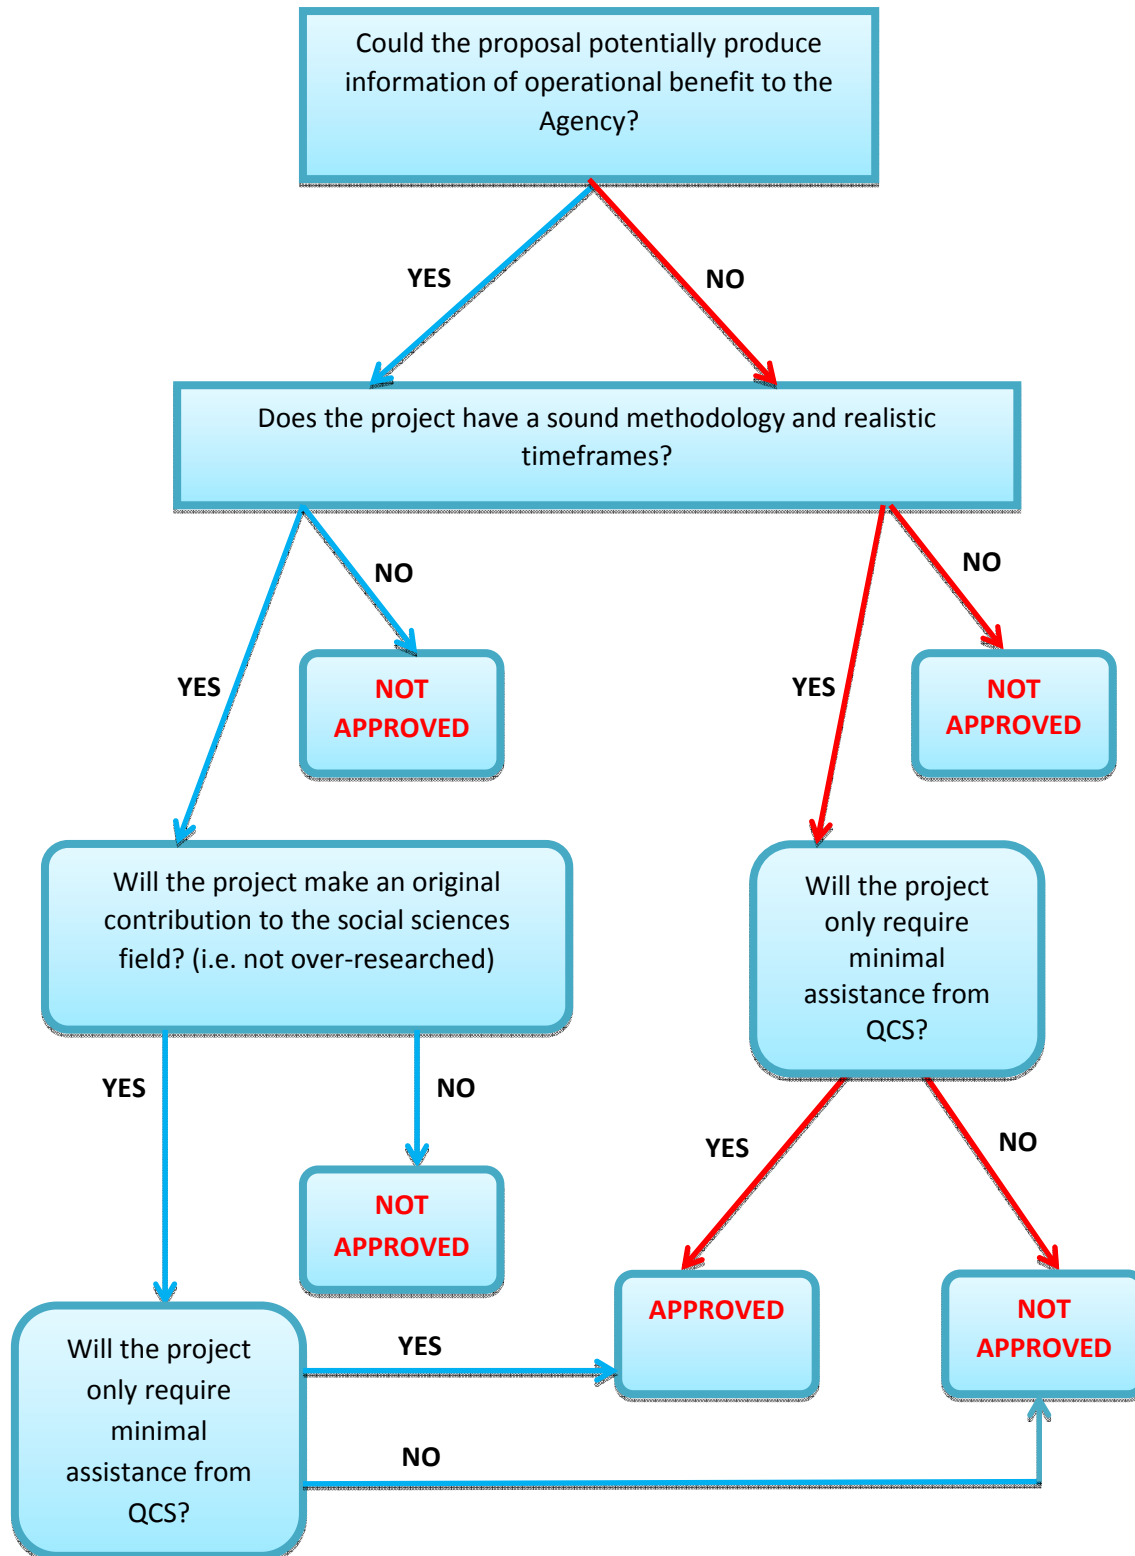 Could the proposal potentially produce
information of operational benefit to the
Agency?
YES
NO
Does the project have a sound methodology and realistic
timeframes?
NO
NO
YES
YES
NOT
APPROVED
NOT
APPROVED
Will the project make an original
contribution to the social sciences
field? (i.e. not over-researched)
Will the project
only require
minimal
assistance from
QCS?
YES
NO
YES
NO
NOT
APPROVED
APPROVED
NOT
APPROVED
Will the project
only require
minimal
assistance from
QCS?
YES
NO